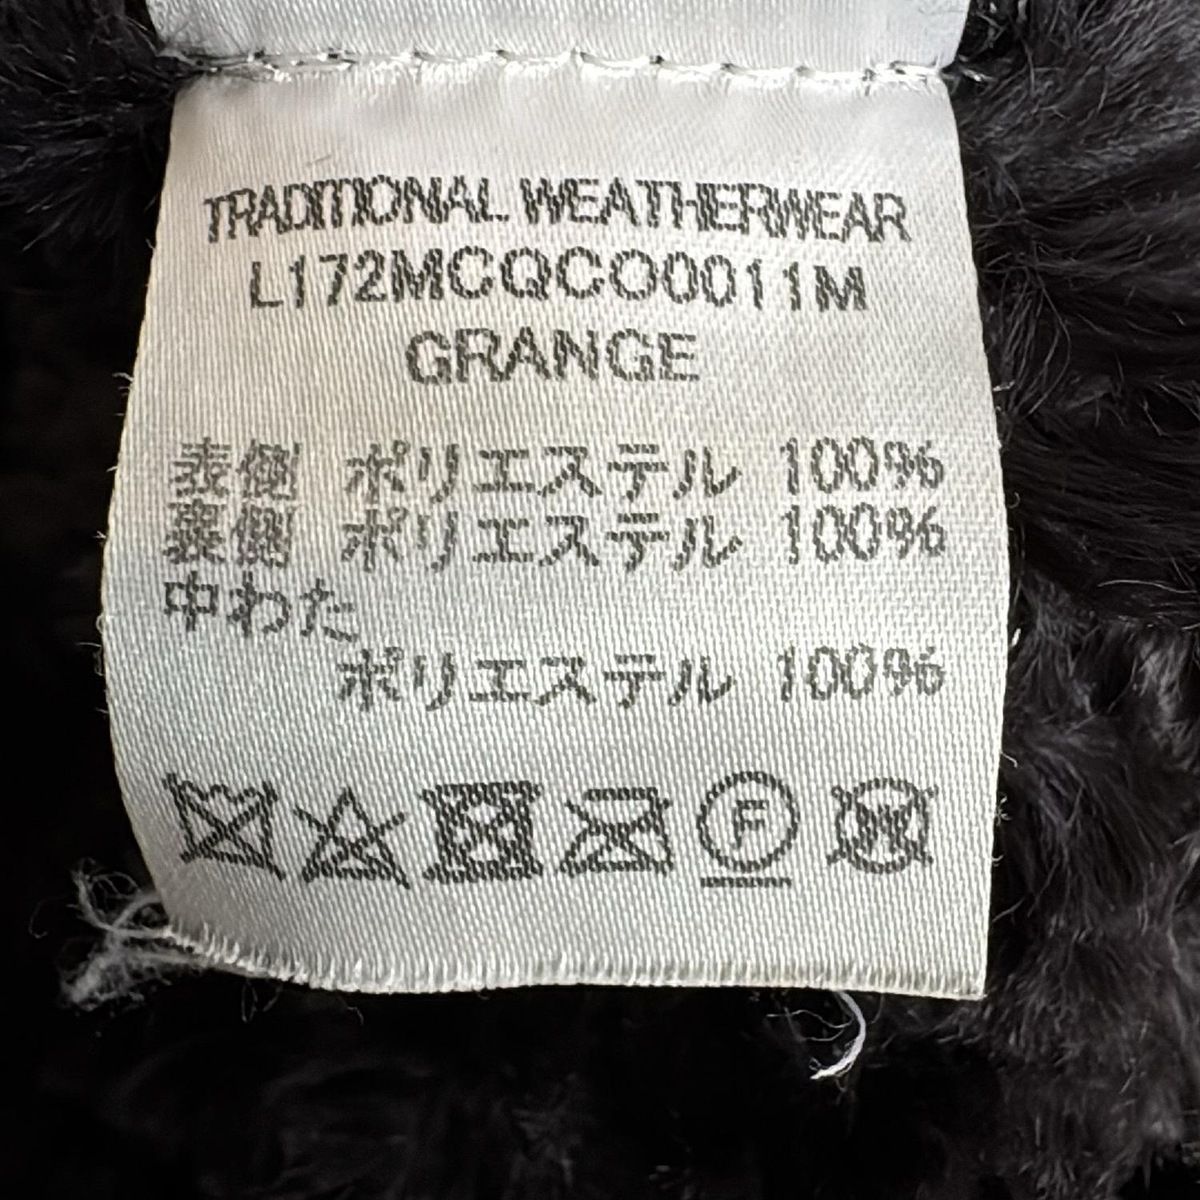 TRADITIONAL WEATHERWEAR
L172MCQCO0011M
GRANGE
表側 ポリエステル 100%
裏側 ポリエステル 100%
中わた
ポリエステル 100%
F W